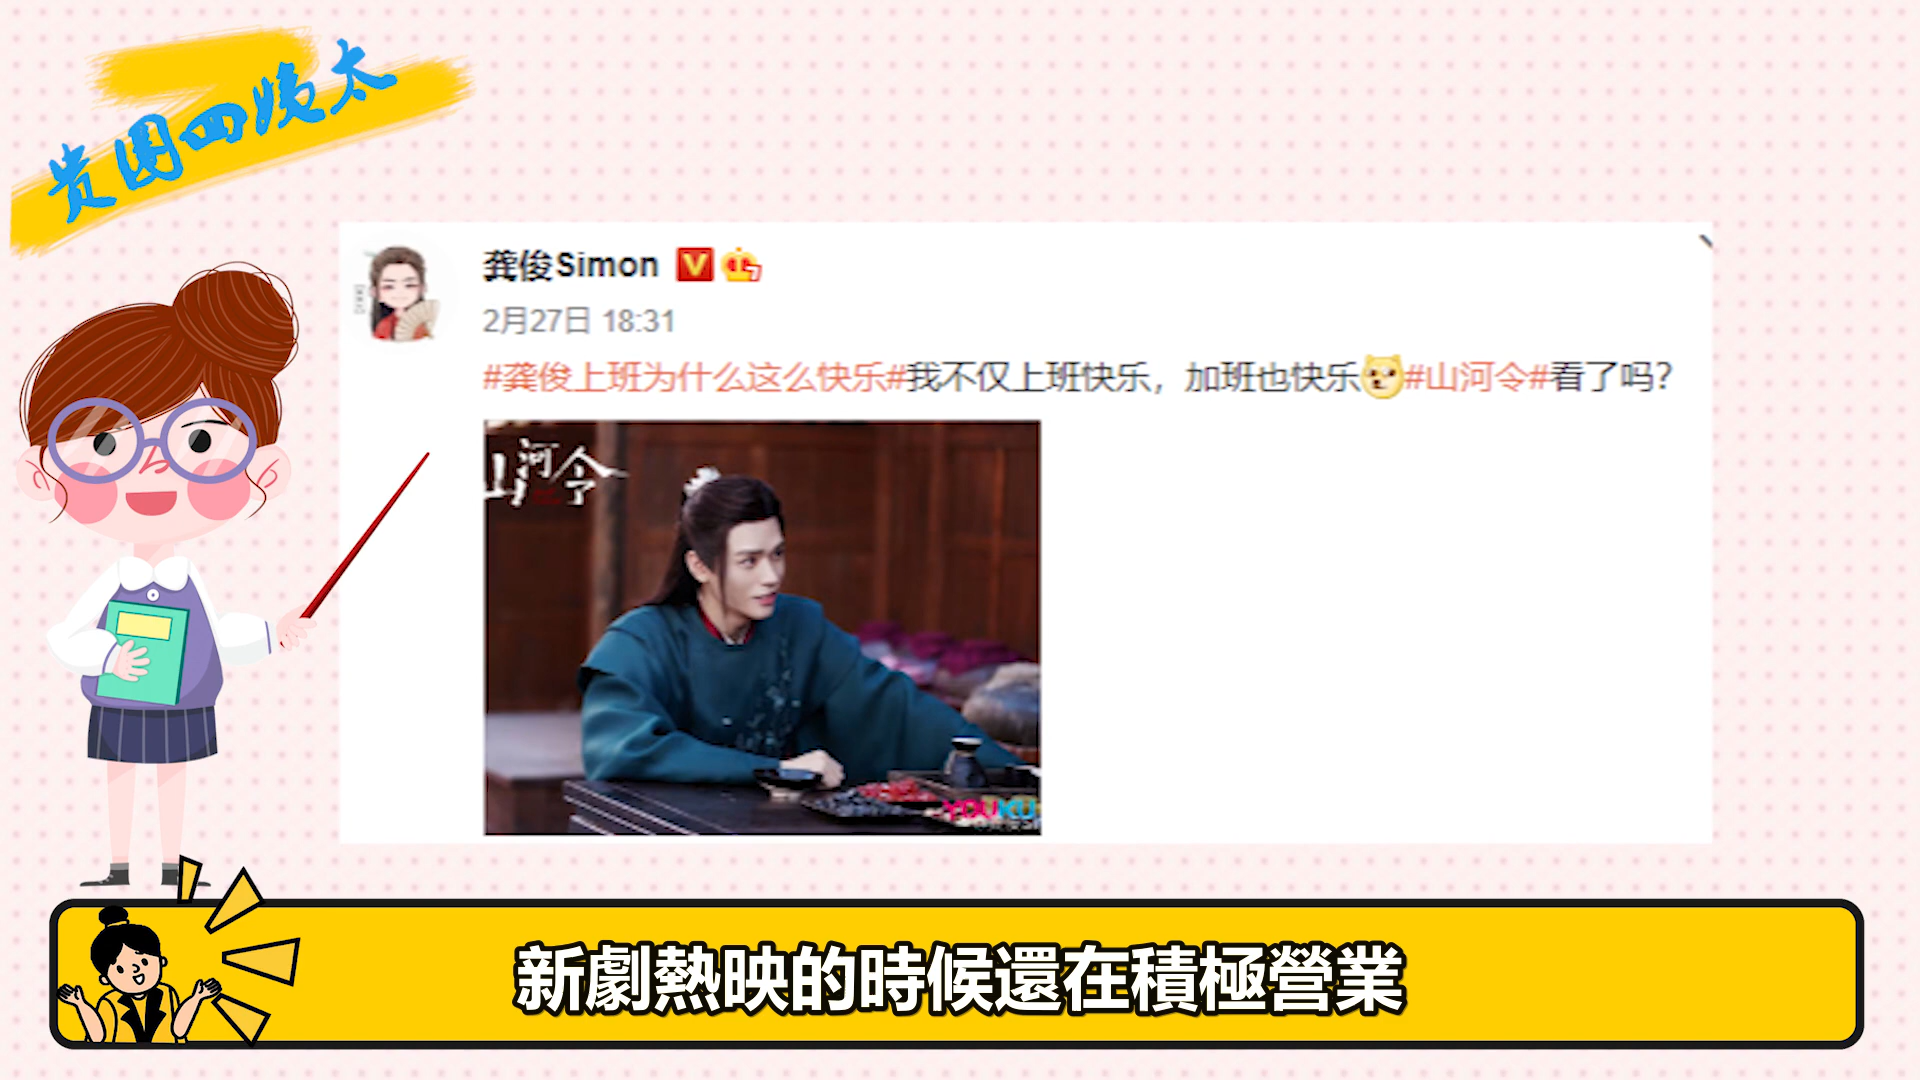 贵圈四姨太
龚俊Simon
2月27日 18:31
#龚俊上班为什么这么快乐#我不仅上班快乐，加班也快乐#山河令#看了吗？
山河令
YOUKU
新劇熱映的時候還在積極營業